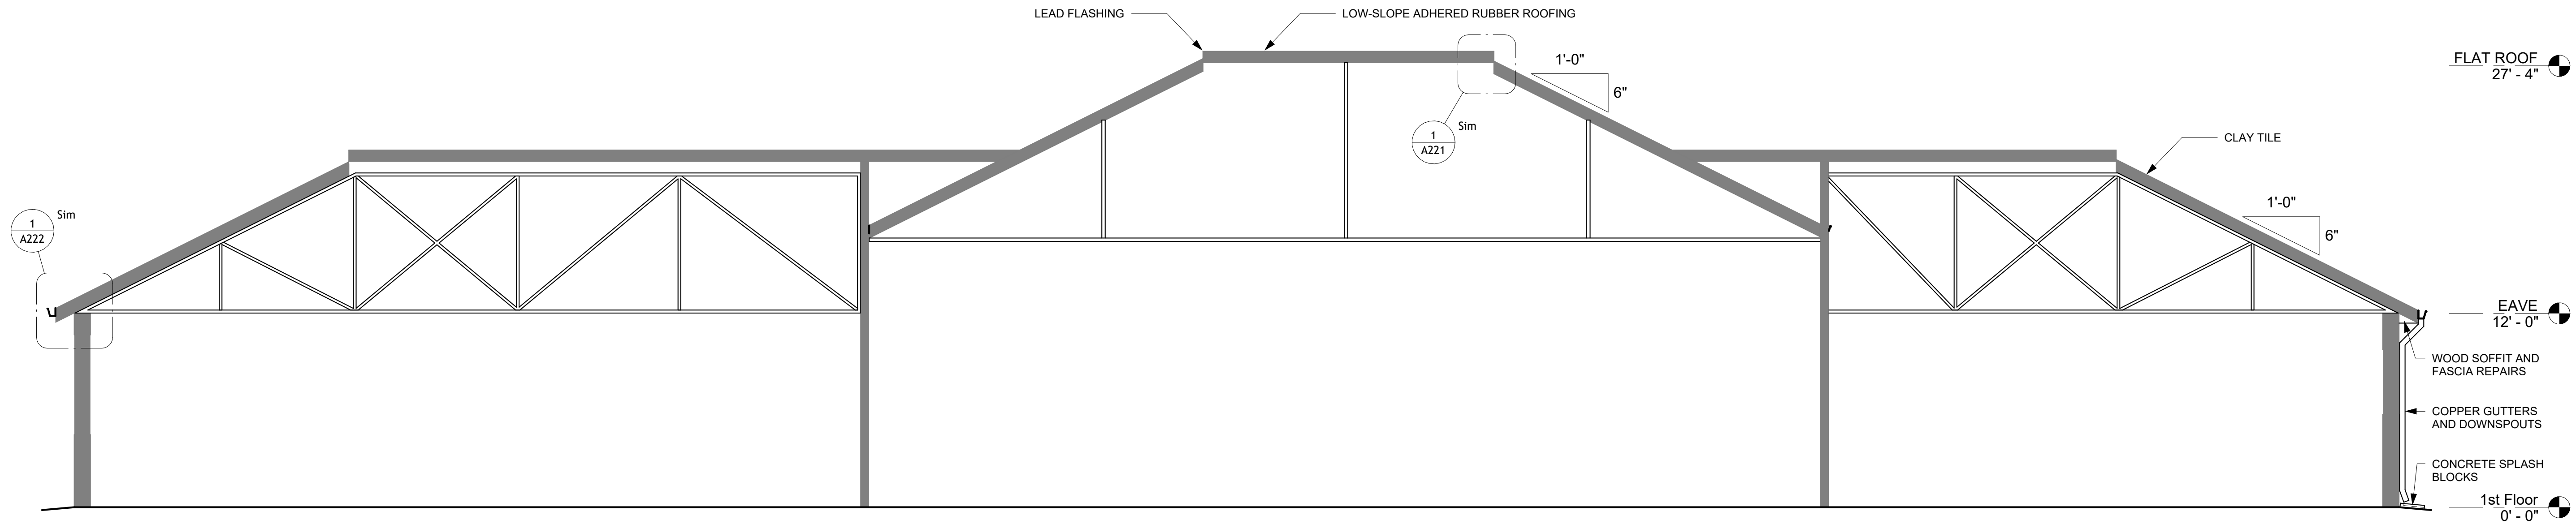 LEAD FLASHING
LOW-SLOPE ADHERED RUBBER ROOFING
1'-0"
6"
FLAT ROOF
27' - 4"
1
A221
Sim
CLAY TILE
1'-0"
6"
1
A222
Sim
EAVE
12' - 0"
WOOD SOFFIT AND
FASCIA REPAIRS
COPPER GUTTERS
AND DOWNSPOUTS
CONCRETE SPLASH
BLOCKS
1st Floor
0' - 0"